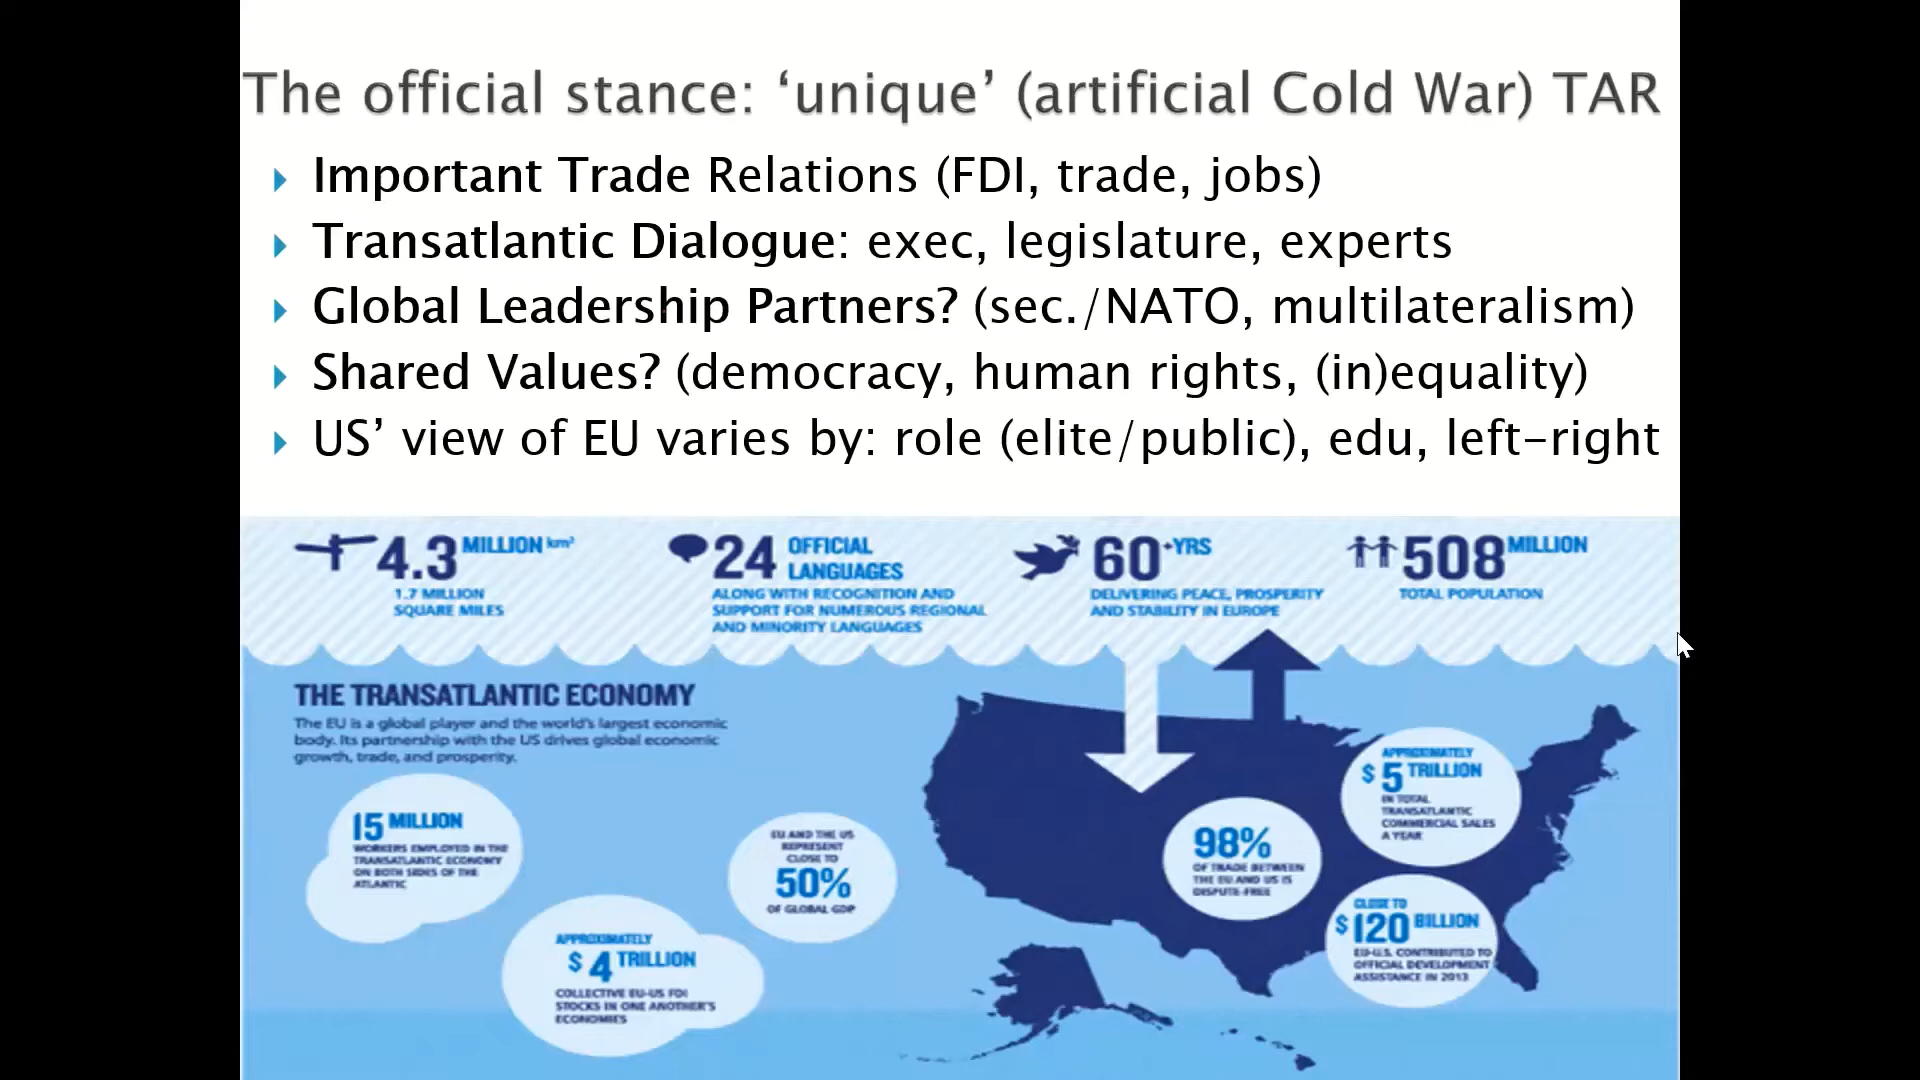 The official stance: ‘unique’ (artificial Cold War) TAR
Important Trade Relations (FDI, trade, jobs)
Transatlantic Dialogue: exec, legislature, experts
Global Leadership Partners? (sec./NATO, multilateralism)
Shared Values? (democracy, human rights, (in)equality)
US’ view of EU varies by: role (elite/public), edu, left-right
4.3 MILLION km²
1.7 MILLION
SQUARE MILES
24 OFFICIAL
LANGUAGES
ALONG WITH RECOGNITION AND
SUPPORT FOR NUMEROUS REGIONAL
AND MINORITY LANGUAGES
60+YRS
DELIVERING PEACE, PROSPERITY
AND STABILITY IN EUROPE
508 MILLION
TOTAL POPULATION
THE TRANSATLANTIC ECONOMY
The EU is a global player and the world's largest economic
body. Its partnership with the US drives global economic
growth, trade, and prosperity.
15 MILLION
WORKERS EMPLOYED IN THE
TRANSATLANTIC ECONOMY
ON BOTH SIDES OF THE
ATLANTIC
APPROXIMATELY
$ 4 TRILLION
COLLECTIVE EU-US FDI
STOCKS IN ONE ANOTHER'S
ECONOMIES
EU AND THE US
REPRESENT
CLOSE TO
50%
OF GLOBAL GDP
98%
OF TRADE BETWEEN
THE EU AND US IS
DISPUTE-FREE
APPROXIMATELY
$ 5 TRILLION
IN TOTAL
TRANSATLANTIC
COMMERCIAL SALES
A YEAR
CLOSE TO
$120 BILLION
EU-U.S. CONTRIBUTED TO
OFFICIAL DEVELOPMENT
ASSISTANCE IN 2013